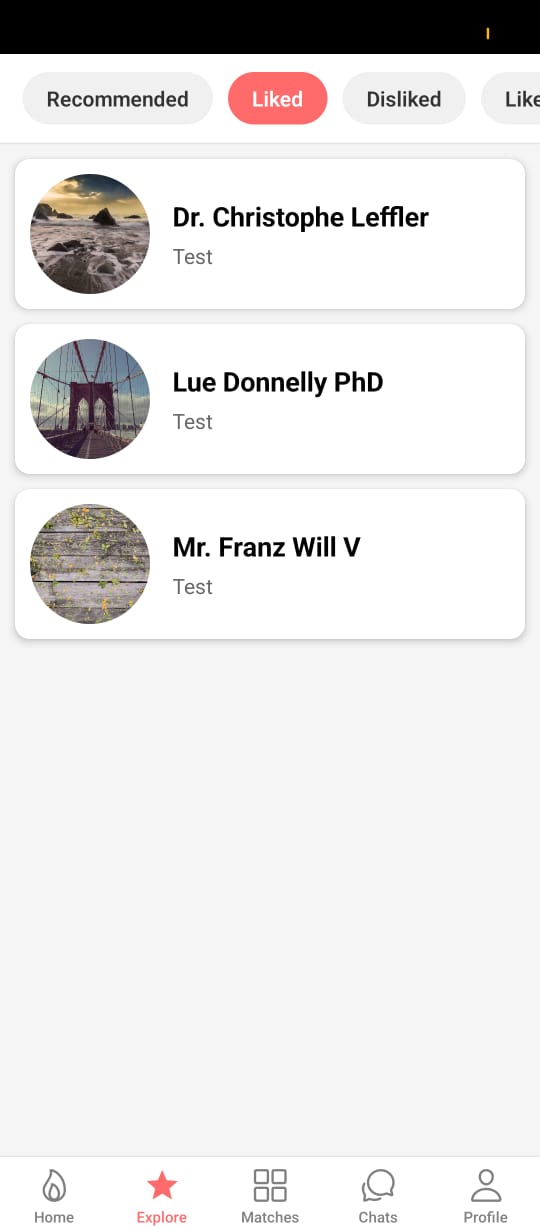 Recommended
Liked
Disliked
Like
Dr. Christophe Leffler
Test
Lue Donnelly PhD
Test
Mr. Franz Will V
Test
Home
Explore
Matches
Chats
Profile